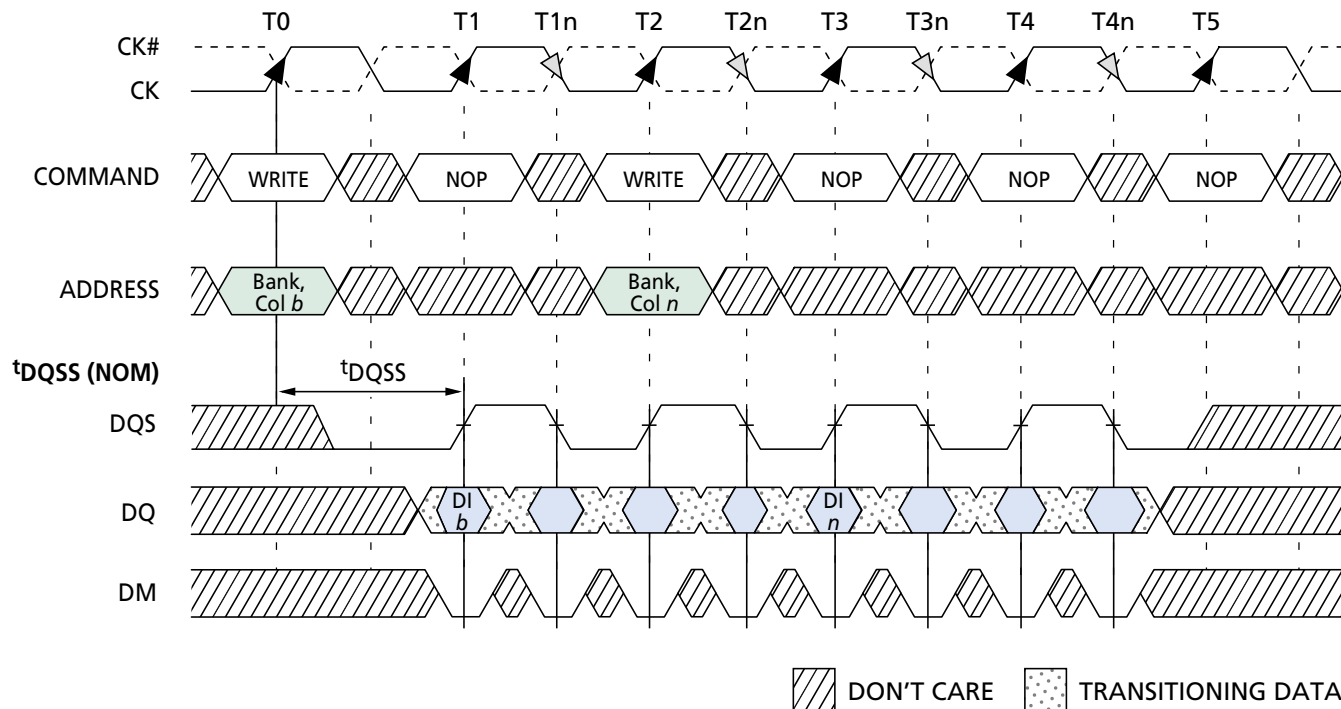 T0 T1 T1n T2 T2n T3 T3n T4 T4n T5
CK#
CK
COMMAND WRITE NOP WRITE NOP NOP NOP
ADDRESS Bank, Col b Bank, Col n
tDQSS (NOM) tDQSS
DQS
DQ DI b DI n
DM
DON'T CARE TRANSITIONING DATA